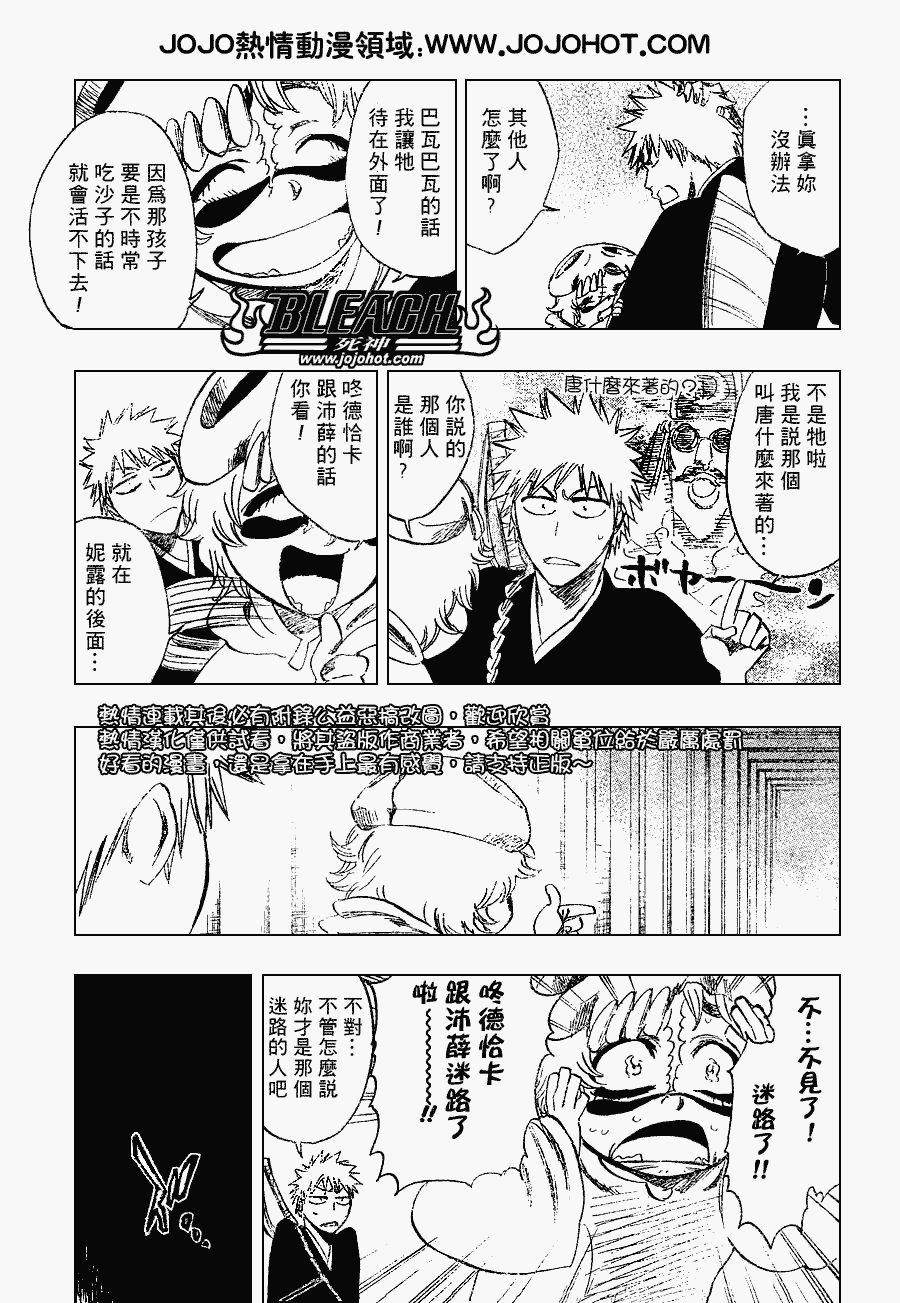 JOJO熱情動漫領域:WWW.JOJOHOT.COM
…真拿妳
沒辦法
其他人
怎麼了啊?
巴瓦巴瓦的話
我讓牠
待在外面了!
因爲那孩子
要是不時常
吃沙子的話
就會活不下去!
BLEACH
死神
www.jojohot.com
不是牠啦
我是説那個
叫唐什麼來著的…
唐什麼來著的?
ボヤーーン
你説的
那個人
是誰啊?
咚德恰卡
跟沛薛的話
你看!
就在
妮露的後面…
熱情連載其後必有附錄公益惡搞改圖，歡迎欣賞
熱情漢化僅供試看，將其盜版作商業者，希望相關單位給於嚴厲處罰
好看的漫畫、還是拿在手上最有感覺，請支持正版～
不…不見了!
迷路了!!
咚德恰卡
跟沛薛迷路了
啦~~~~!!
不對…
不管怎麼説
妳才是那個
迷路的人吧